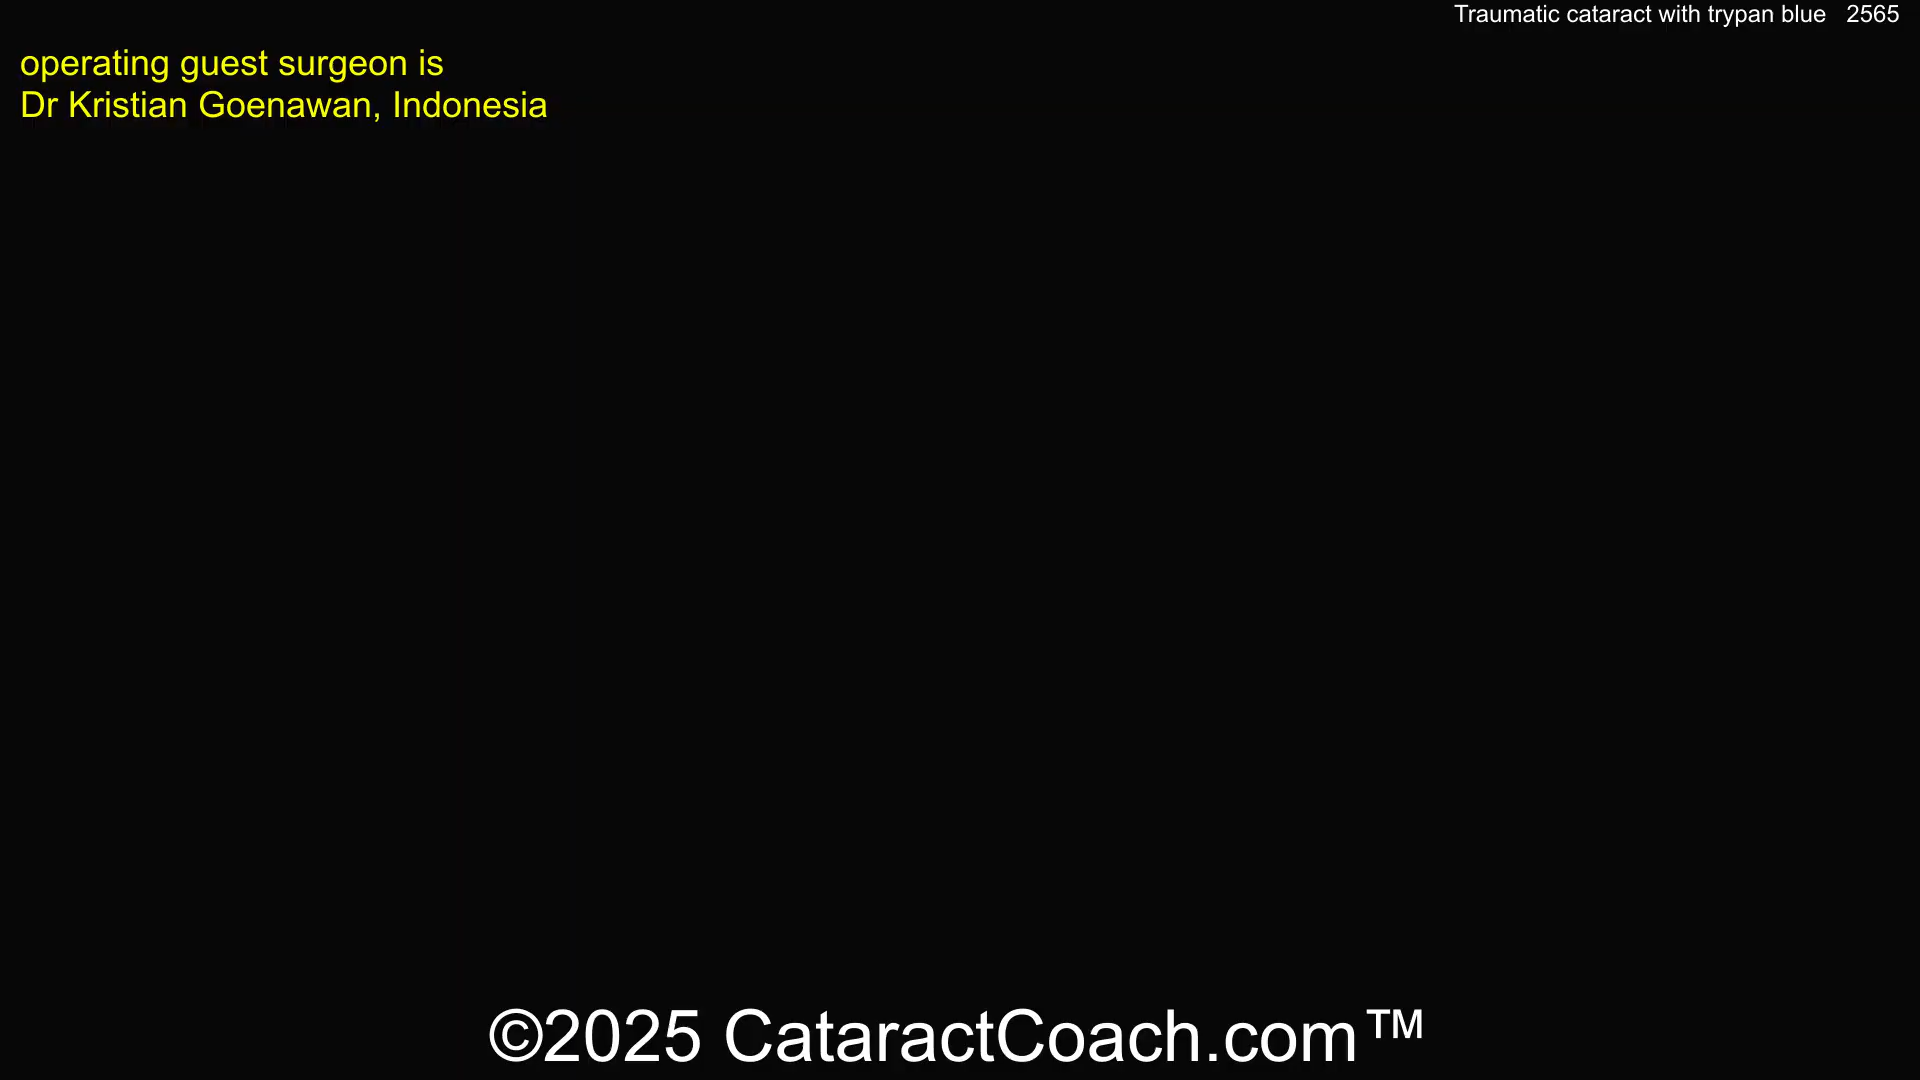 Traumatic cataract with trypan blue 2565
operating guest surgeon is
Dr Kristian Goenawan, Indonesia
©2025 CataractCoach.com™